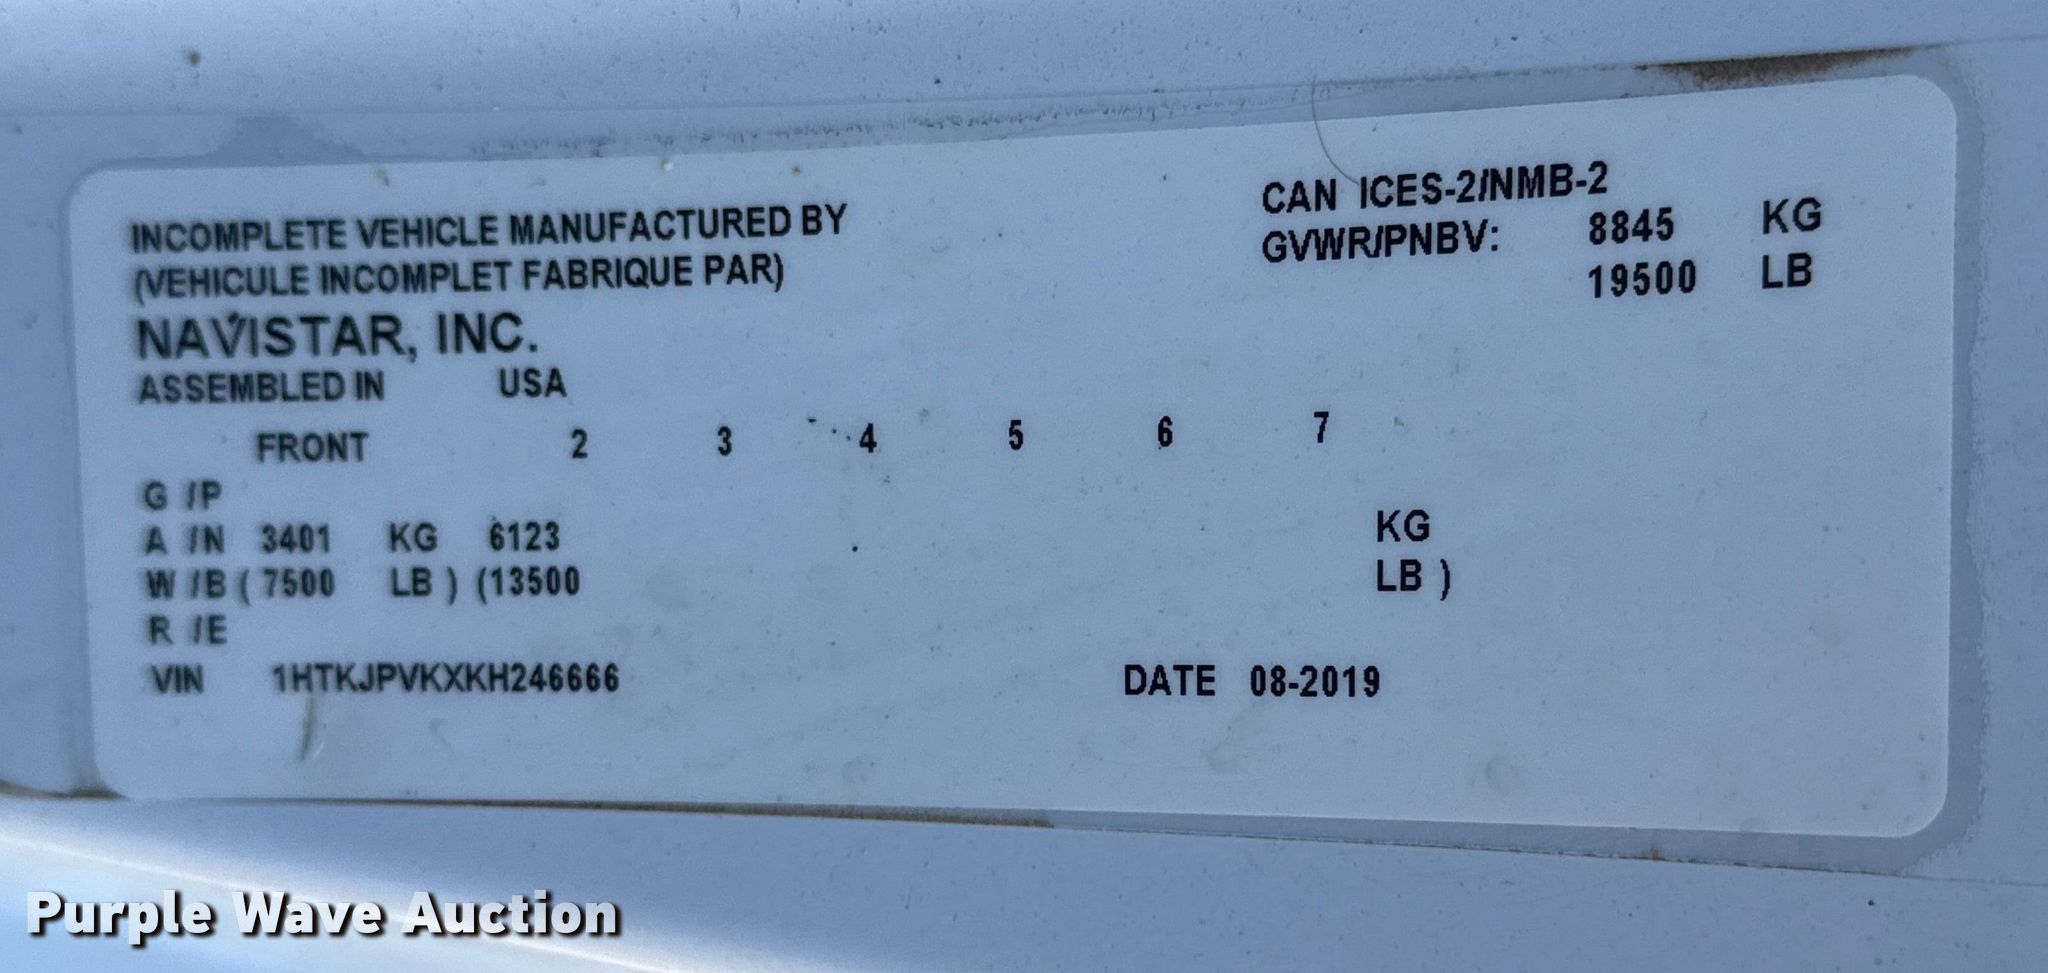 INCOMPLETE VEHICLE MANUFACTURED BY
(VEHICULE INCOMPLET FABRIQUE PAR)
NAVISTAR, INC.
ASSEMBLED IN USA
CAN ICES-2/NMB-2
GVWR/PNBV: 8845 KG
19500 LB
FRONT 2 3 4 5 6 7
G /P
A /N 3401 KG 6123 KG
W /B ( 7500 LB ) (13500 LB )
R /E
VIN 1HTKJPVKXKH246666 DATE 08-2019
Purple Wave Auction